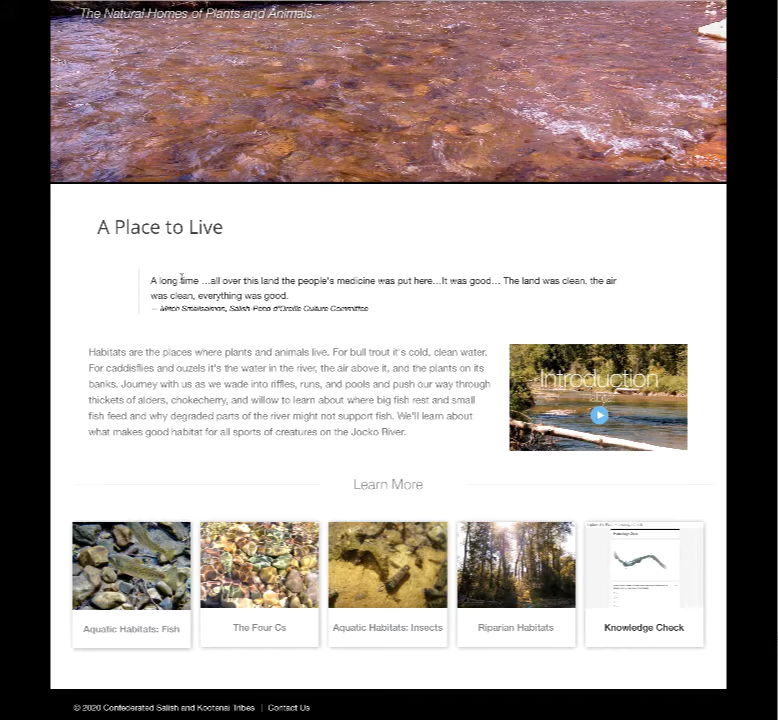 The Natural Homes of Plants and Animals.
A Place to Live
A long time ...all over this land the people's medicine was put here...It was good... The land was clean, the air
was clean, everything was good.
— Mitch Smallsalmon, Salish-Pend d'Oreille Culture Committee
Habitats are the places where plants and animals live. For bull trout it's cold, clean water.
For caddisflies and ouzels it's the water in the river, the air above it, and the plants on its
banks. Journey with us as we wade into riffles, runs, and pools and push our way through
thickets of alders, chokecherry, and willow to learn about where big fish rest and small
fish feed and why degraded parts of the river might not support fish. We'll learn about
what makes good habitat for all sports of creatures on the Jocko River.
Introduction
Learn More
Aquatic Habitats: Fish
The Four Cs
Aquatic Habitats: Insects
Riparian Habitats
Knowledge Check
© 2020 Confederated Salish and Kootenai Tribes | Contact Us